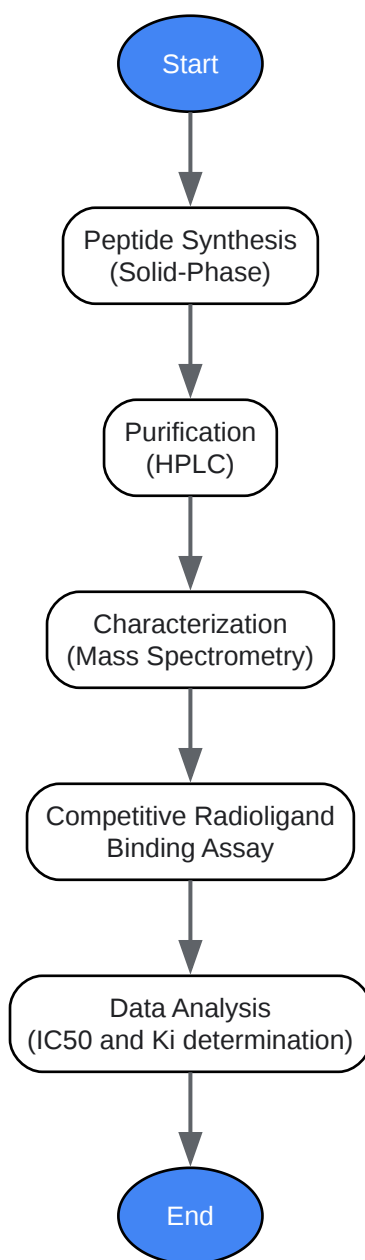 Start
Peptide Synthesis
(Solid-Phase)
Purification
(HPLC)
Characterization
(Mass Spectrometry)
Competitive Radioligand
Binding Assay
Data Analysis
(IC50 and Ki determination)
End